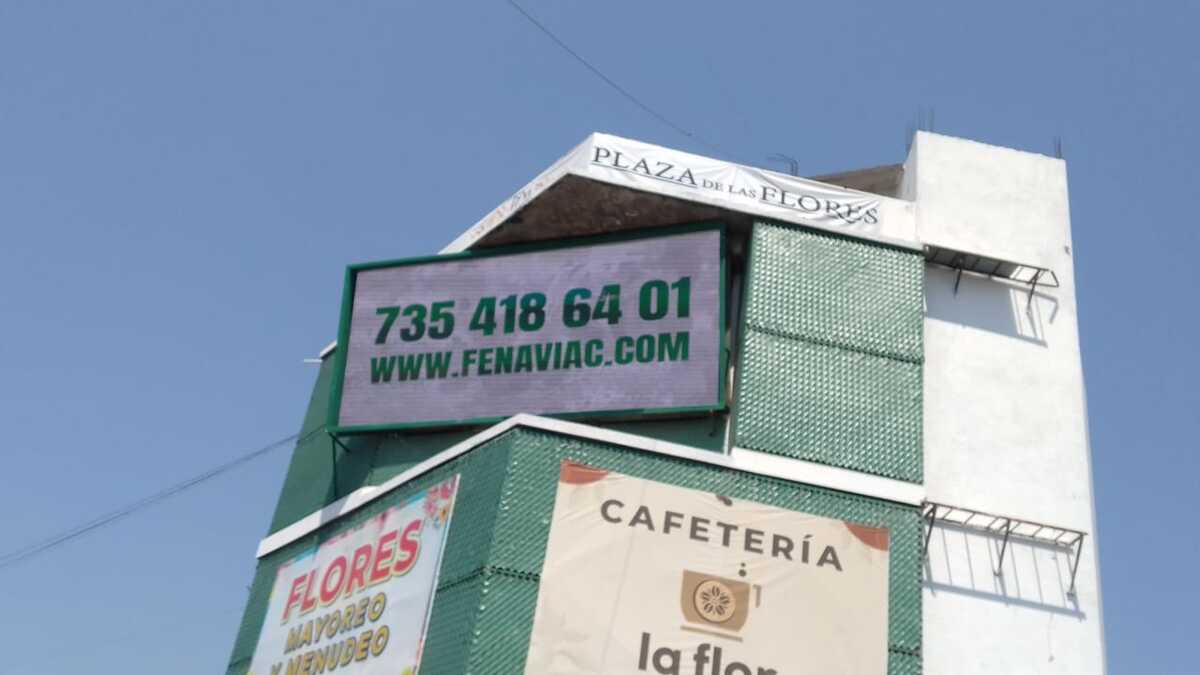 PLAZA DE LAS FLORES
735 418 64 01
WWW.FENAVIAC.COM
FLORES
MAYOREO
Y MENUDEO
CAFETERÍA
la flor